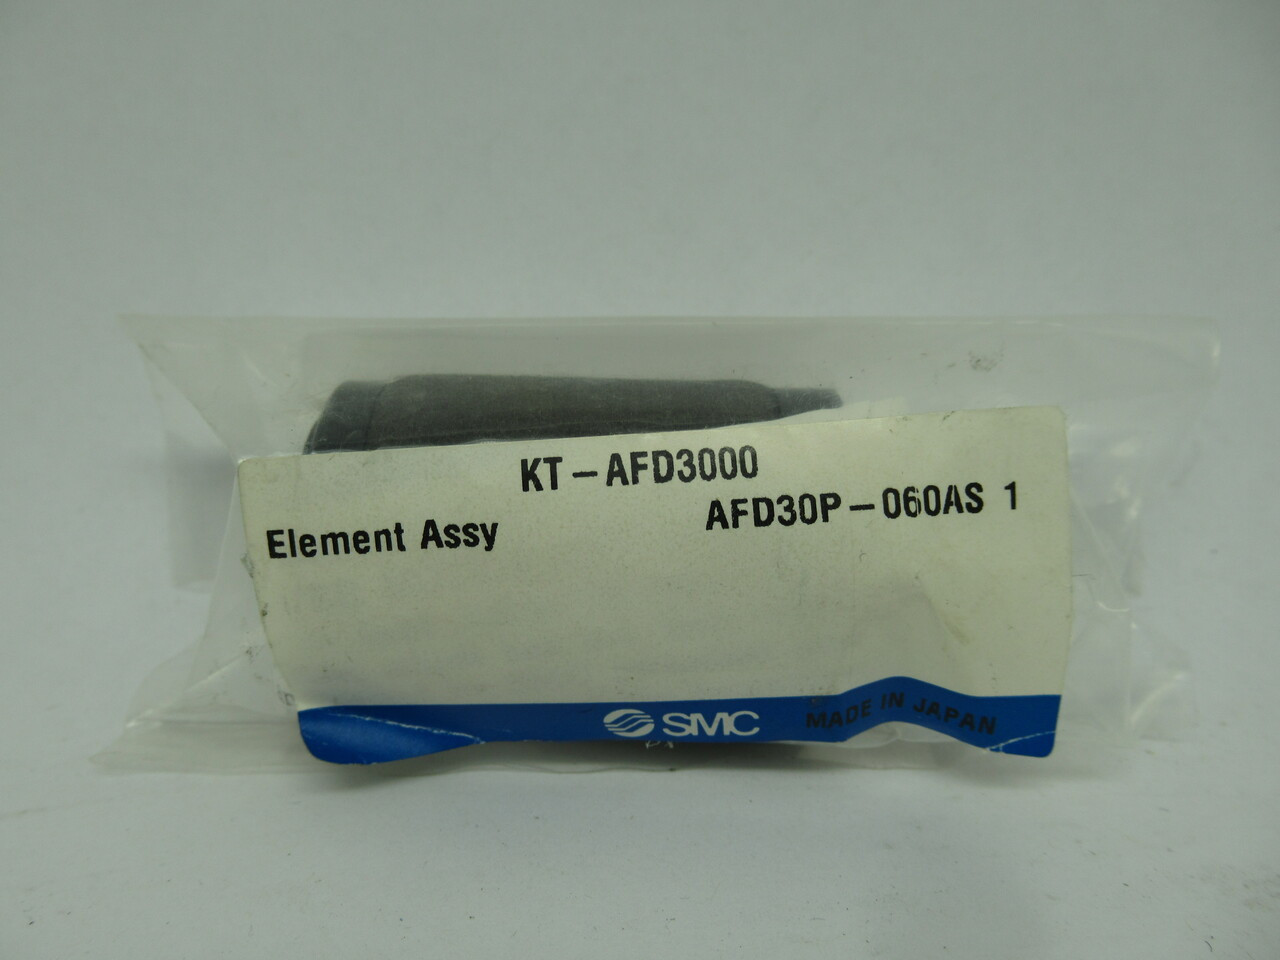 KT-AFD3000
AFD30P-060AS 1
Element Assy
SMC MADE IN JAPAN